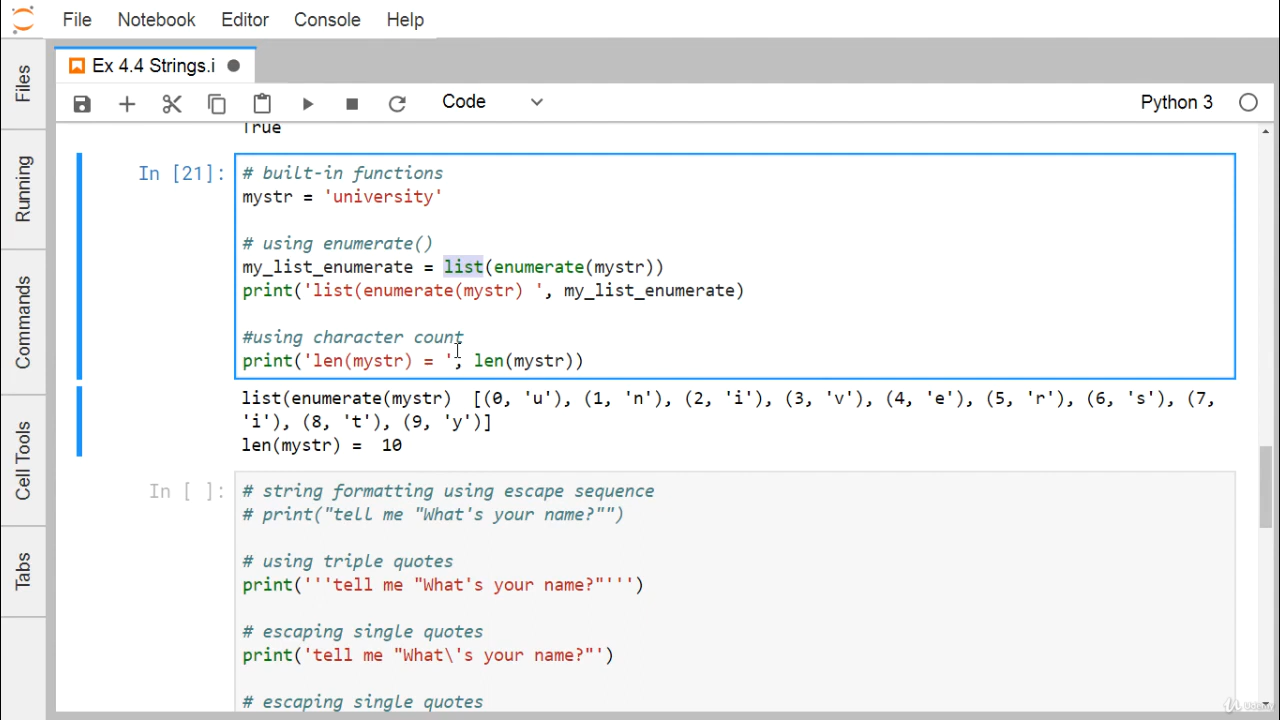 File Notebook Editor Console Help
Ex 4.4 Strings.i
Code
Python 3
Files
Running
Commands
Cell Tools
Tabs
True
In [21]:
# built-in functions
mystr = 'university'
# using enumerate()
my_list_enumerate = list(enumerate(mystr))
print('list(enumerate(mystr) ', my_list_enumerate)
#using character count
print('len(mystr) = ', len(mystr))
list(enumerate(mystr)  [(0, 'u'), (1, 'n'), (2, 'i'), (3, 'v'), (4, 'e'), (5, 'r'), (6, 's'), (7,
'i'), (8, 't'), (9, 'y')]
len(mystr) =  10
In [ ]:
# string formatting using escape sequence
# print("tell me "What's your name?"")
# using triple quotes
print('''tell me "What's your name?"''')
# escaping single quotes
print('tell me "What\'s your name?"')
# escaping single quotes
Udemy